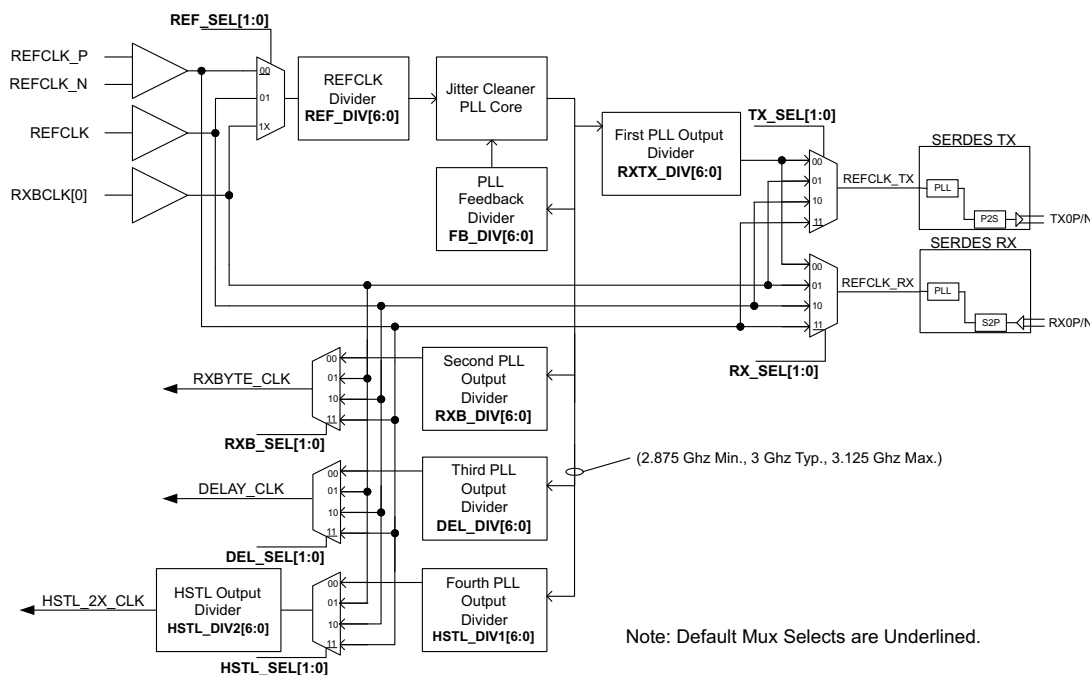 REF_SEL[1:0]
REFCLK_P
REFCLK_N
REFCLK
RXBCLK[0]
00
01
1X
REFCLK
Divider
REF_DIV[6:0]
Jitter Cleaner
PLL Core
PLL
Feedback
Divider
FB_DIV[6:0]
First PLL Output
Divider
RXTX_DIV[6:0]
TX_SEL[1:0]
00
01
10
11
REFCLK_TX
SERDES TX
PLL
P2S
TX0P/N
00
01
10
11
REFCLK_RX
SERDES RX
PLL
S2P
RX0P/N
RX_SEL[1:0]
RXBYTE_CLK
00
01
10
11
RXB_SEL[1:0]
Second PLL
Output
Divider
RXB_DIV[6:0]
(2.875 Ghz Min., 3 Ghz Typ., 3.125 Ghz Max.)
DELAY_CLK
00
01
10
11
DEL_SEL[1:0]
Third PLL
Output
Divider
DEL_DIV[6:0]
HSTL_2X_CLK
HSTL Output
Divider
HSTL_DIV2[6:0]
00
01
10
11
HSTL_SEL[1:0]
Fourth PLL
Output
Divider
HSTL_DIV1[6:0]
Note: Default Mux Selects are Underlined.